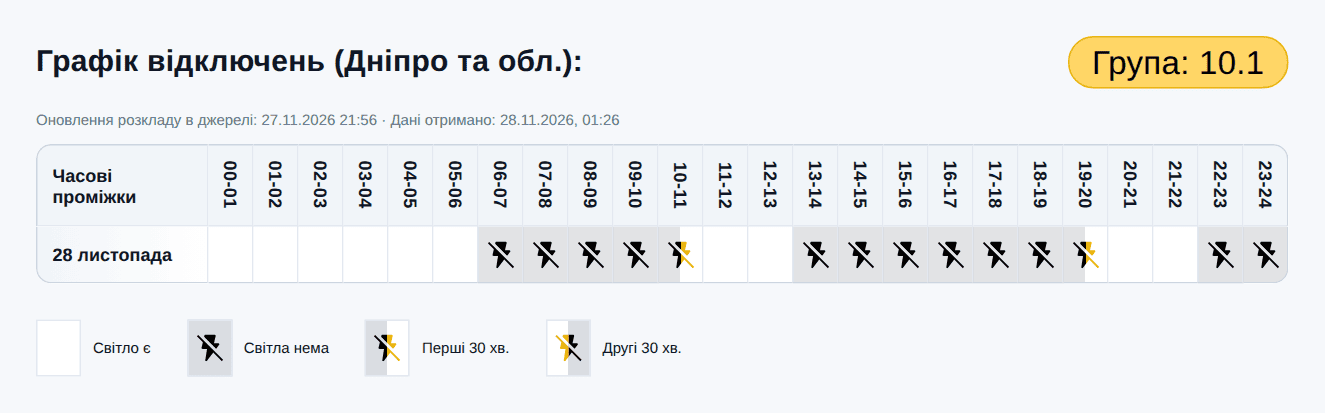 Графік відключень (Дніпро та обл.):
Група: 10.1
Оновлення розкладу в джерелі: 27.11.2026 21:56 · Дані отримано: 28.11.2026, 01:26
Часові проміжки 00-01 01-02 02-03 03-04 04-05 05-06 06-07 07-08 08-09 09-10 10-11 11-12 12-13 13-14 14-15 15-16 16-17 17-18 18-19 19-20 20-21 21-22 22-23 23-24
28 листопада
Світло є Світла нема Перші 30 хв. Другі 30 хв.